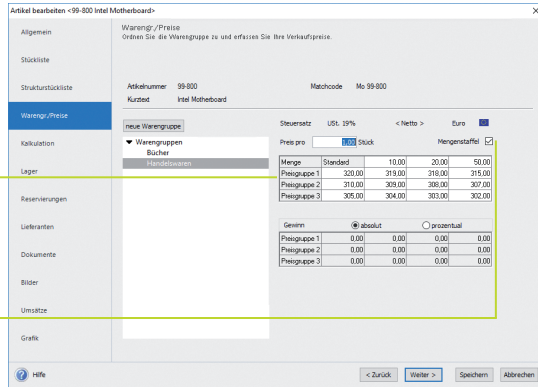 Artikel bearbeiten <99-800 Intel Motherboard>
Allgemein
Stückliste
Strukturstückliste
Warengr./Preise
Kalkulation
Lager
Reservierungen
Lieferanten
Dokumente
Bilder
Umsätze
Grafik
Warengr./Preise
Ordnen Sie die Warengruppe zu und erfassen Sie Ihre Verkaufspreise.
Artikelnummer 99-800 Matchcode Mo 99-800
Kurztext Intel Motherboard
neue Warengruppe
Warengruppen
Bücher
Handelswaren
Steuersatz USt. 19% < Netto > Euro
Preis pro 1,00 Stück Mengenstaffel
Menge Standard 10,00 20,00 50,00
Preisgruppe 1 320,00 319,00 318,00 315,00
Preisgruppe 2 310,00 309,00 308,00 307,00
Preisgruppe 3 305,00 304,00 303,00 302,00
Gewinn absolut prozentual
Preisgruppe 1 0,00 0,00 0,00 0,00
Preisgruppe 2 0,00 0,00 0,00 0,00
Preisgruppe 3 0,00 0,00 0,00 0,00
? Hilfe
< Zurück Weiter > Speichern Abbrechen